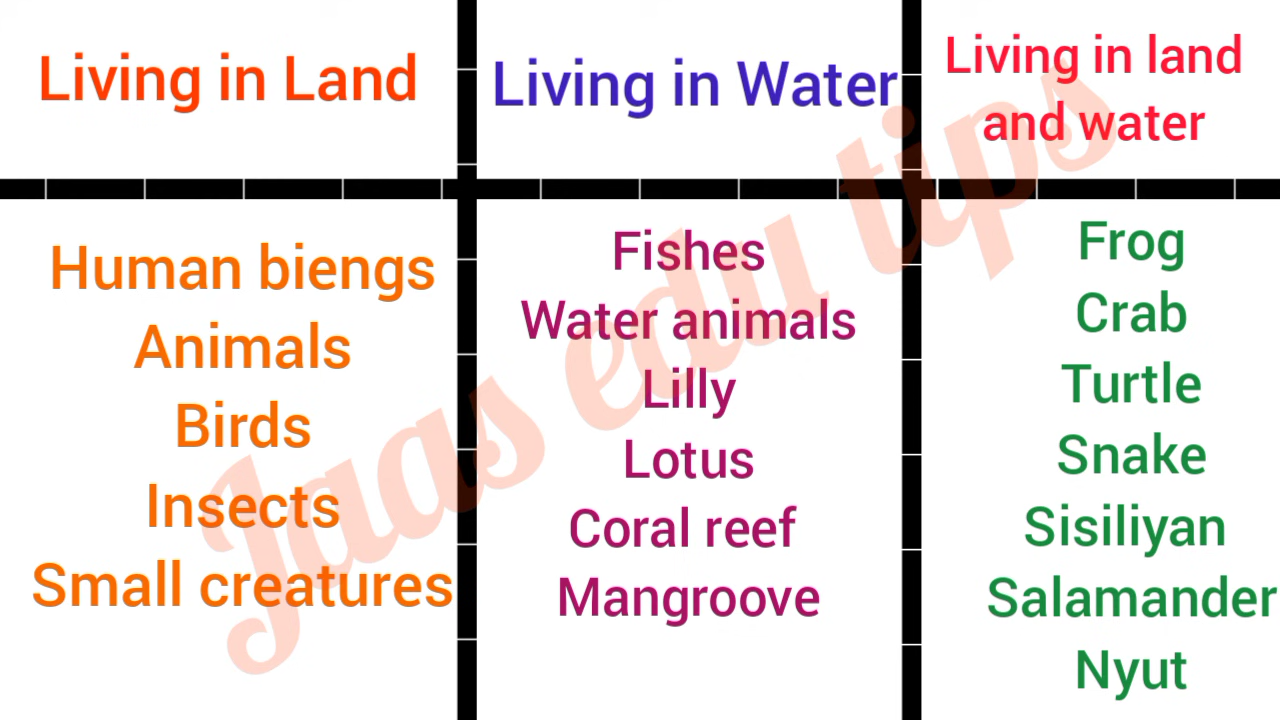 Living in Land
Living in Water
Living in land
and water
Human biengs
Animals
Birds
Insects
Small creatures
Fishes
Water animals
Lilly
Lotus
Coral reef
Mangroove
Frog
Crab
Turtle
Snake
Sisiliyan
Salamander
Nyut
Jaas edu tips